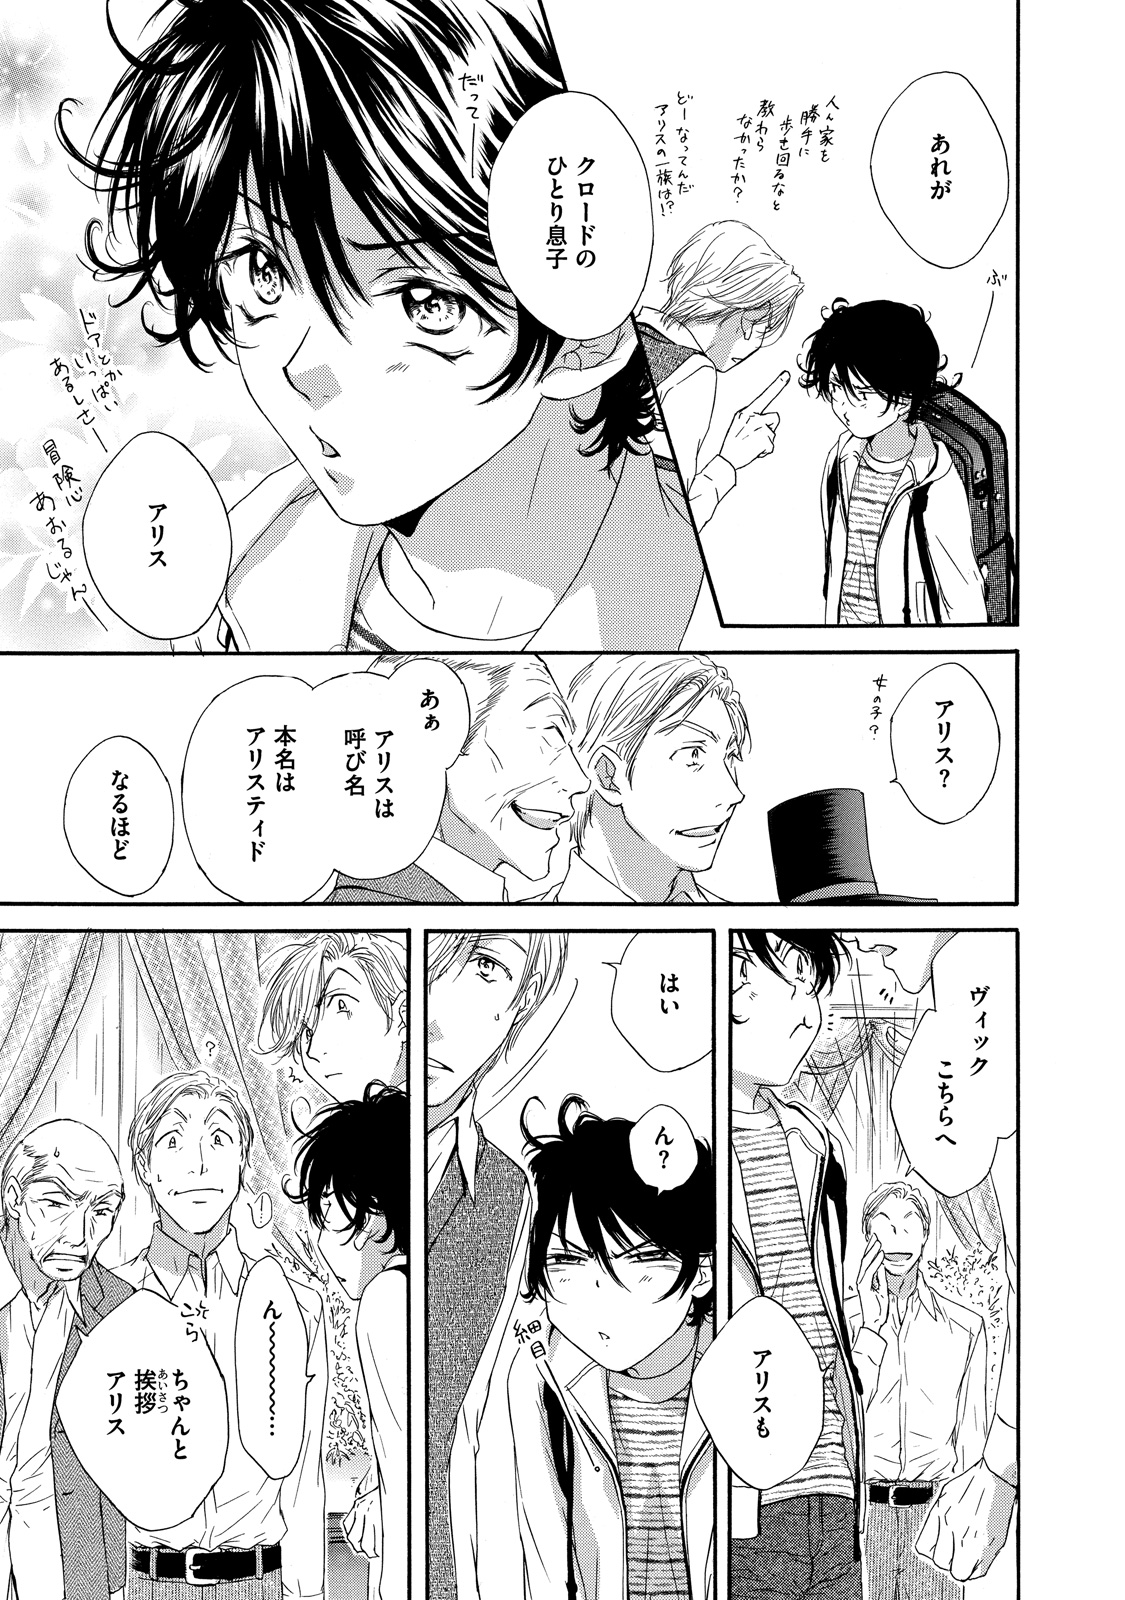 あれが
人ん家を
勝手に
歩き回るなと
教わら
なかったか?
どーなってんだ
アリスの一族は!?
ぶ
クロードの
ひとり息子
だって
アリス
ドアとか
いっぱい
あるしさー
冒険心
あおるじゃん
アリス?
女の子?
あぁ
アリスは
呼び名
本名は
アリスティド
なるほど
ヴィック
こちらへ
アリスも
はい
ん?
細目
?
ん〜〜〜〜…
こら
ちゃんと
挨拶
あいさつ
アリス